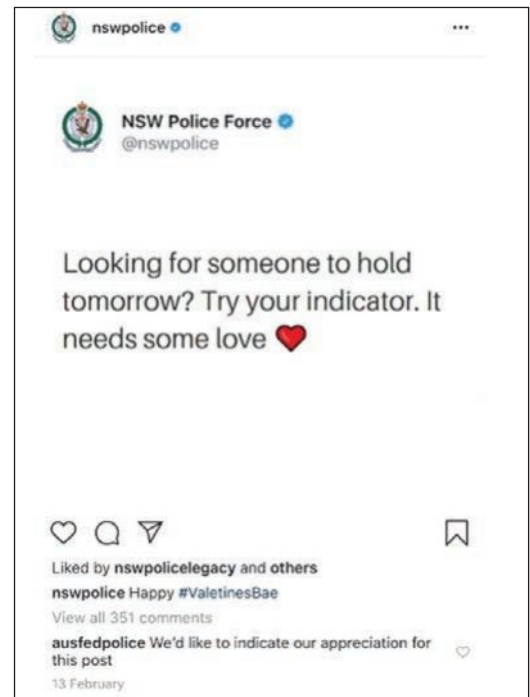 nswpolice
NSW Police Force
@nswpolice
Looking for someone to hold
tomorrow? Try your indicator. It
needs some love ❤️
Liked by nswpolicelegacy and others
nswpolice Happy #ValetinesBae
View all 351 comments
ausfedpolice We'd like to indicate our appreciation for
this post
13 February